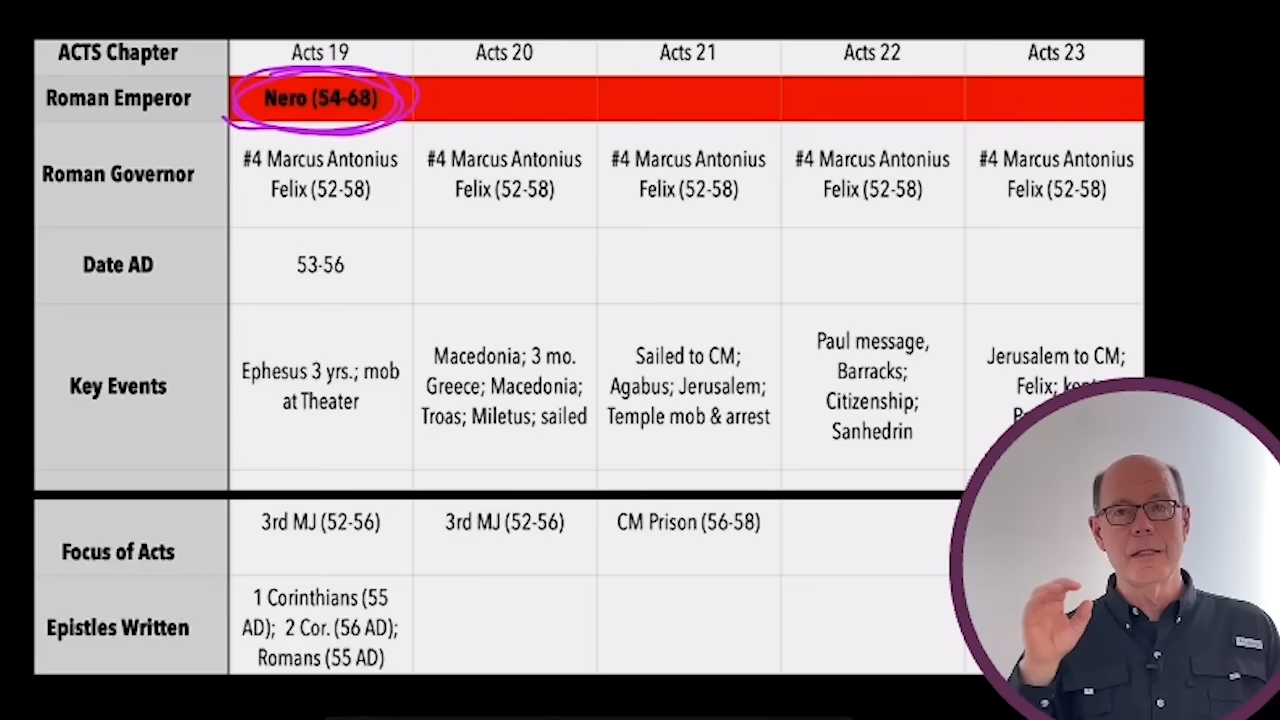 ACTS Chapter Acts 19 Acts 20 Acts 21 Acts 22 Acts 23
Roman Emperor Nero (54-68)
Roman Governor
#4 Marcus Antonius #4 Marcus Antonius #4 Marcus Antonius #4 Marcus Antonius #4 Marcus Antonius
Felix (52-58) Felix (52-58) Felix (52-58) Felix (52-58) Felix (52-58)
Date AD 53-56
Key Events
Ephesus 3 yrs.; mob
at Theater
Macedonia; 3 mo.
Greece; Macedonia;
Troas; Miletus; sailed
Sailed to CM;
Agabus; Jerusalem;
Temple mob & arrest
Paul message,
Barracks;
Citizenship;
Sanhedrin
Jerusalem to CM;
Felix;
Focus of Acts 3rd MJ (52-56) 3rd MJ (52-56) CM Prison (56-58)
Epistles Written
1 Corinthians (55
AD); 2 Cor. (56 AD);
Romans (55 AD)